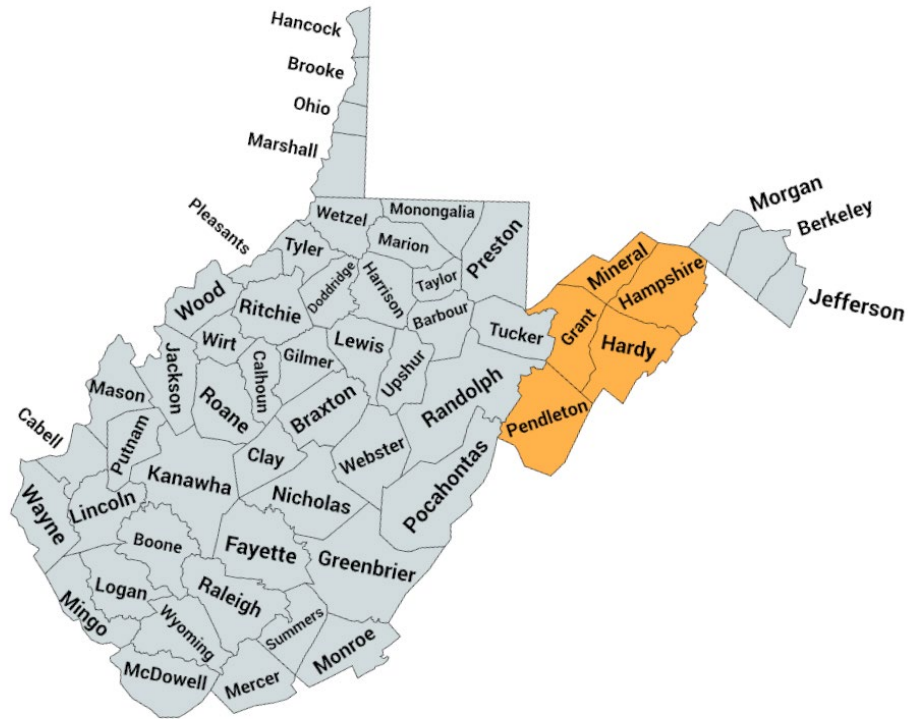 Hancock
Brooke
Ohio
Marshall
Morgan
Berkeley
Jefferson
Pleasants
Wetzel
Monongalia
Preston
Tyler
Marion
Mineral
Hampshire
Doddridge
Harrison
Taylor
Wood
Ritchie
Barbour
Tucker
Grant
Hardy
Wirt
Lewis
Gilmer
Calhoun
Upshur
Jackson
Randolph
Mason
Roane
Braxton
Pendleton
Cabell
Putnam
Clay
Webster
Pocahontas
Kanawha
Nicholas
Wayne
Lincoln
Boone
Fayette
Greenbrier
Logan
Raleigh
Mingo
Wyoming
Summers
Monroe
McDowell
Mercer